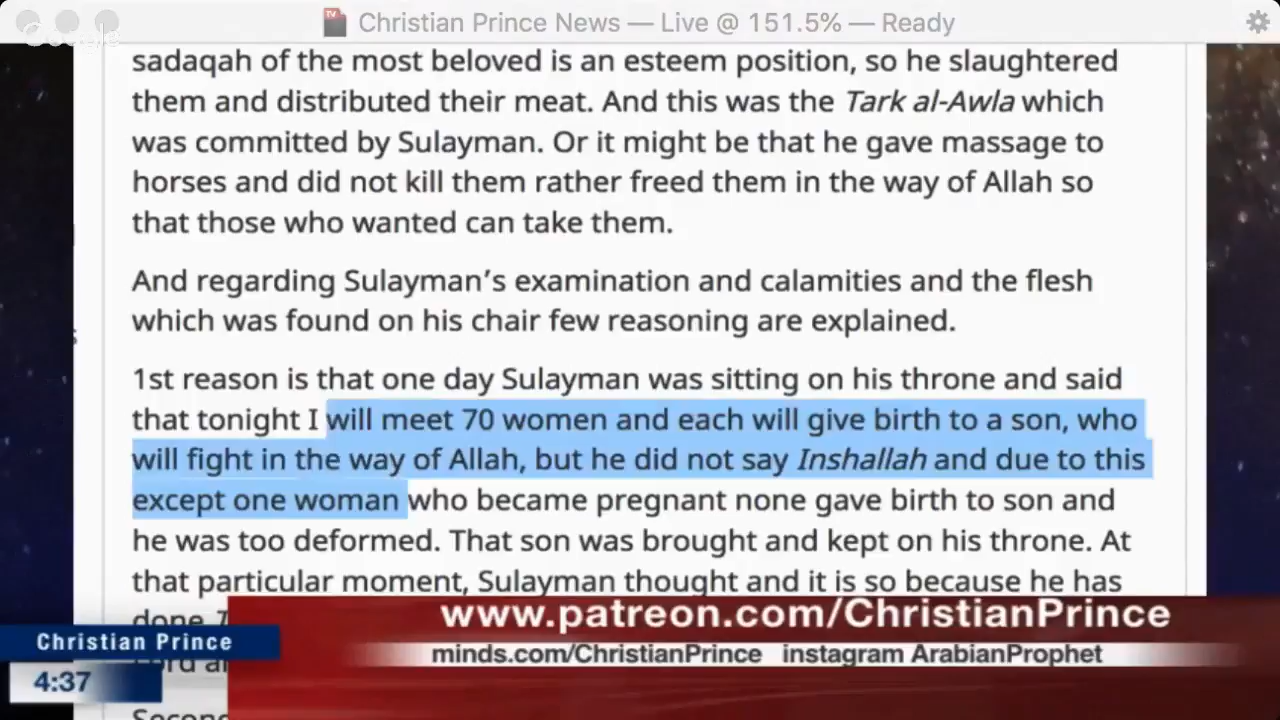 Christian Prince News — Live @ 151.5% — Ready
Google
sadaqah of the most beloved is an esteem position, so he slaughtered
them and distributed their meat. And this was the Tark al-Awla which
was committed by Sulayman. Or it might be that he gave massage to
horses and did not kill them rather freed them in the way of Allah so
that those who wanted can take them.
And regarding Sulayman’s examination and calamities and the flesh
which was found on his chair few reasoning are explained.
1st reason is that one day Sulayman was sitting on his throne and said
that tonight I will meet 70 women and each will give birth to a son, who
will fight in the way of Allah, but he did not say Inshallah and due to this
except one woman who became pregnant none gave birth to son and
he was too deformed. That son was brought and kept on his throne. At
that particular moment, Sulayman thought and it is so because he has
done
www.patreon.com/ChristianPrince
Christian Prince
minds.com/ChristianPrince instagram ArabianProphet
4:37